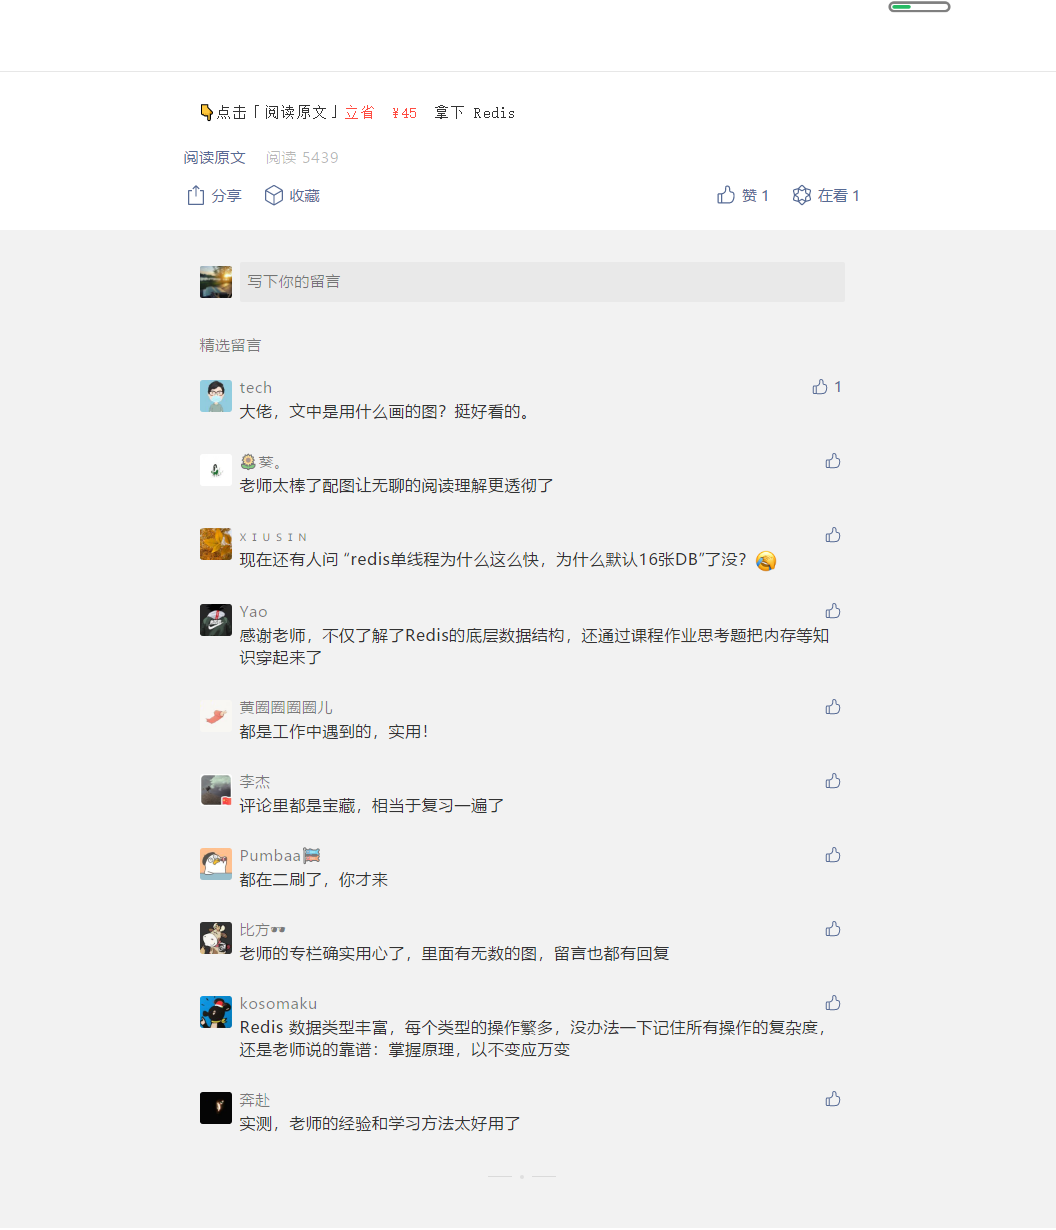 👇点击「阅读原文」立省 ¥45 拿下 Redis
阅读原文 阅读 5439
分享 收藏 赞 1 在看 1
写下你的留言
精选留言
tech 1
大佬，文中是用什么画的图？挺好看的。
葵。
老师太棒了配图让无聊的阅读理解更透彻了
ＸＩＵＳＩＮ
现在还有人问 “redis单线程为什么这么快，为什么默认16张DB”了没？
Yao
感谢老师，不仅了解了Redis的底层数据结构，还通过课程作业思考题把内存等知
识穿起来了
黄圈圈圈圈儿
都是工作中遇到的，实用！
李杰
评论里都是宝藏，相当于复习一遍了
Pumbaa
都在二刷了，你才来
比方🕶
老师的专栏确实用心了，里面有无数的图，留言也都有回复
kosomaku
Redis 数据类型丰富，每个类型的操作繁多，没办法一下记住所有操作的复杂度，
还是老师说的靠谱：掌握原理，以不变应万变
奔赴
实测，老师的经验和学习方法太好用了